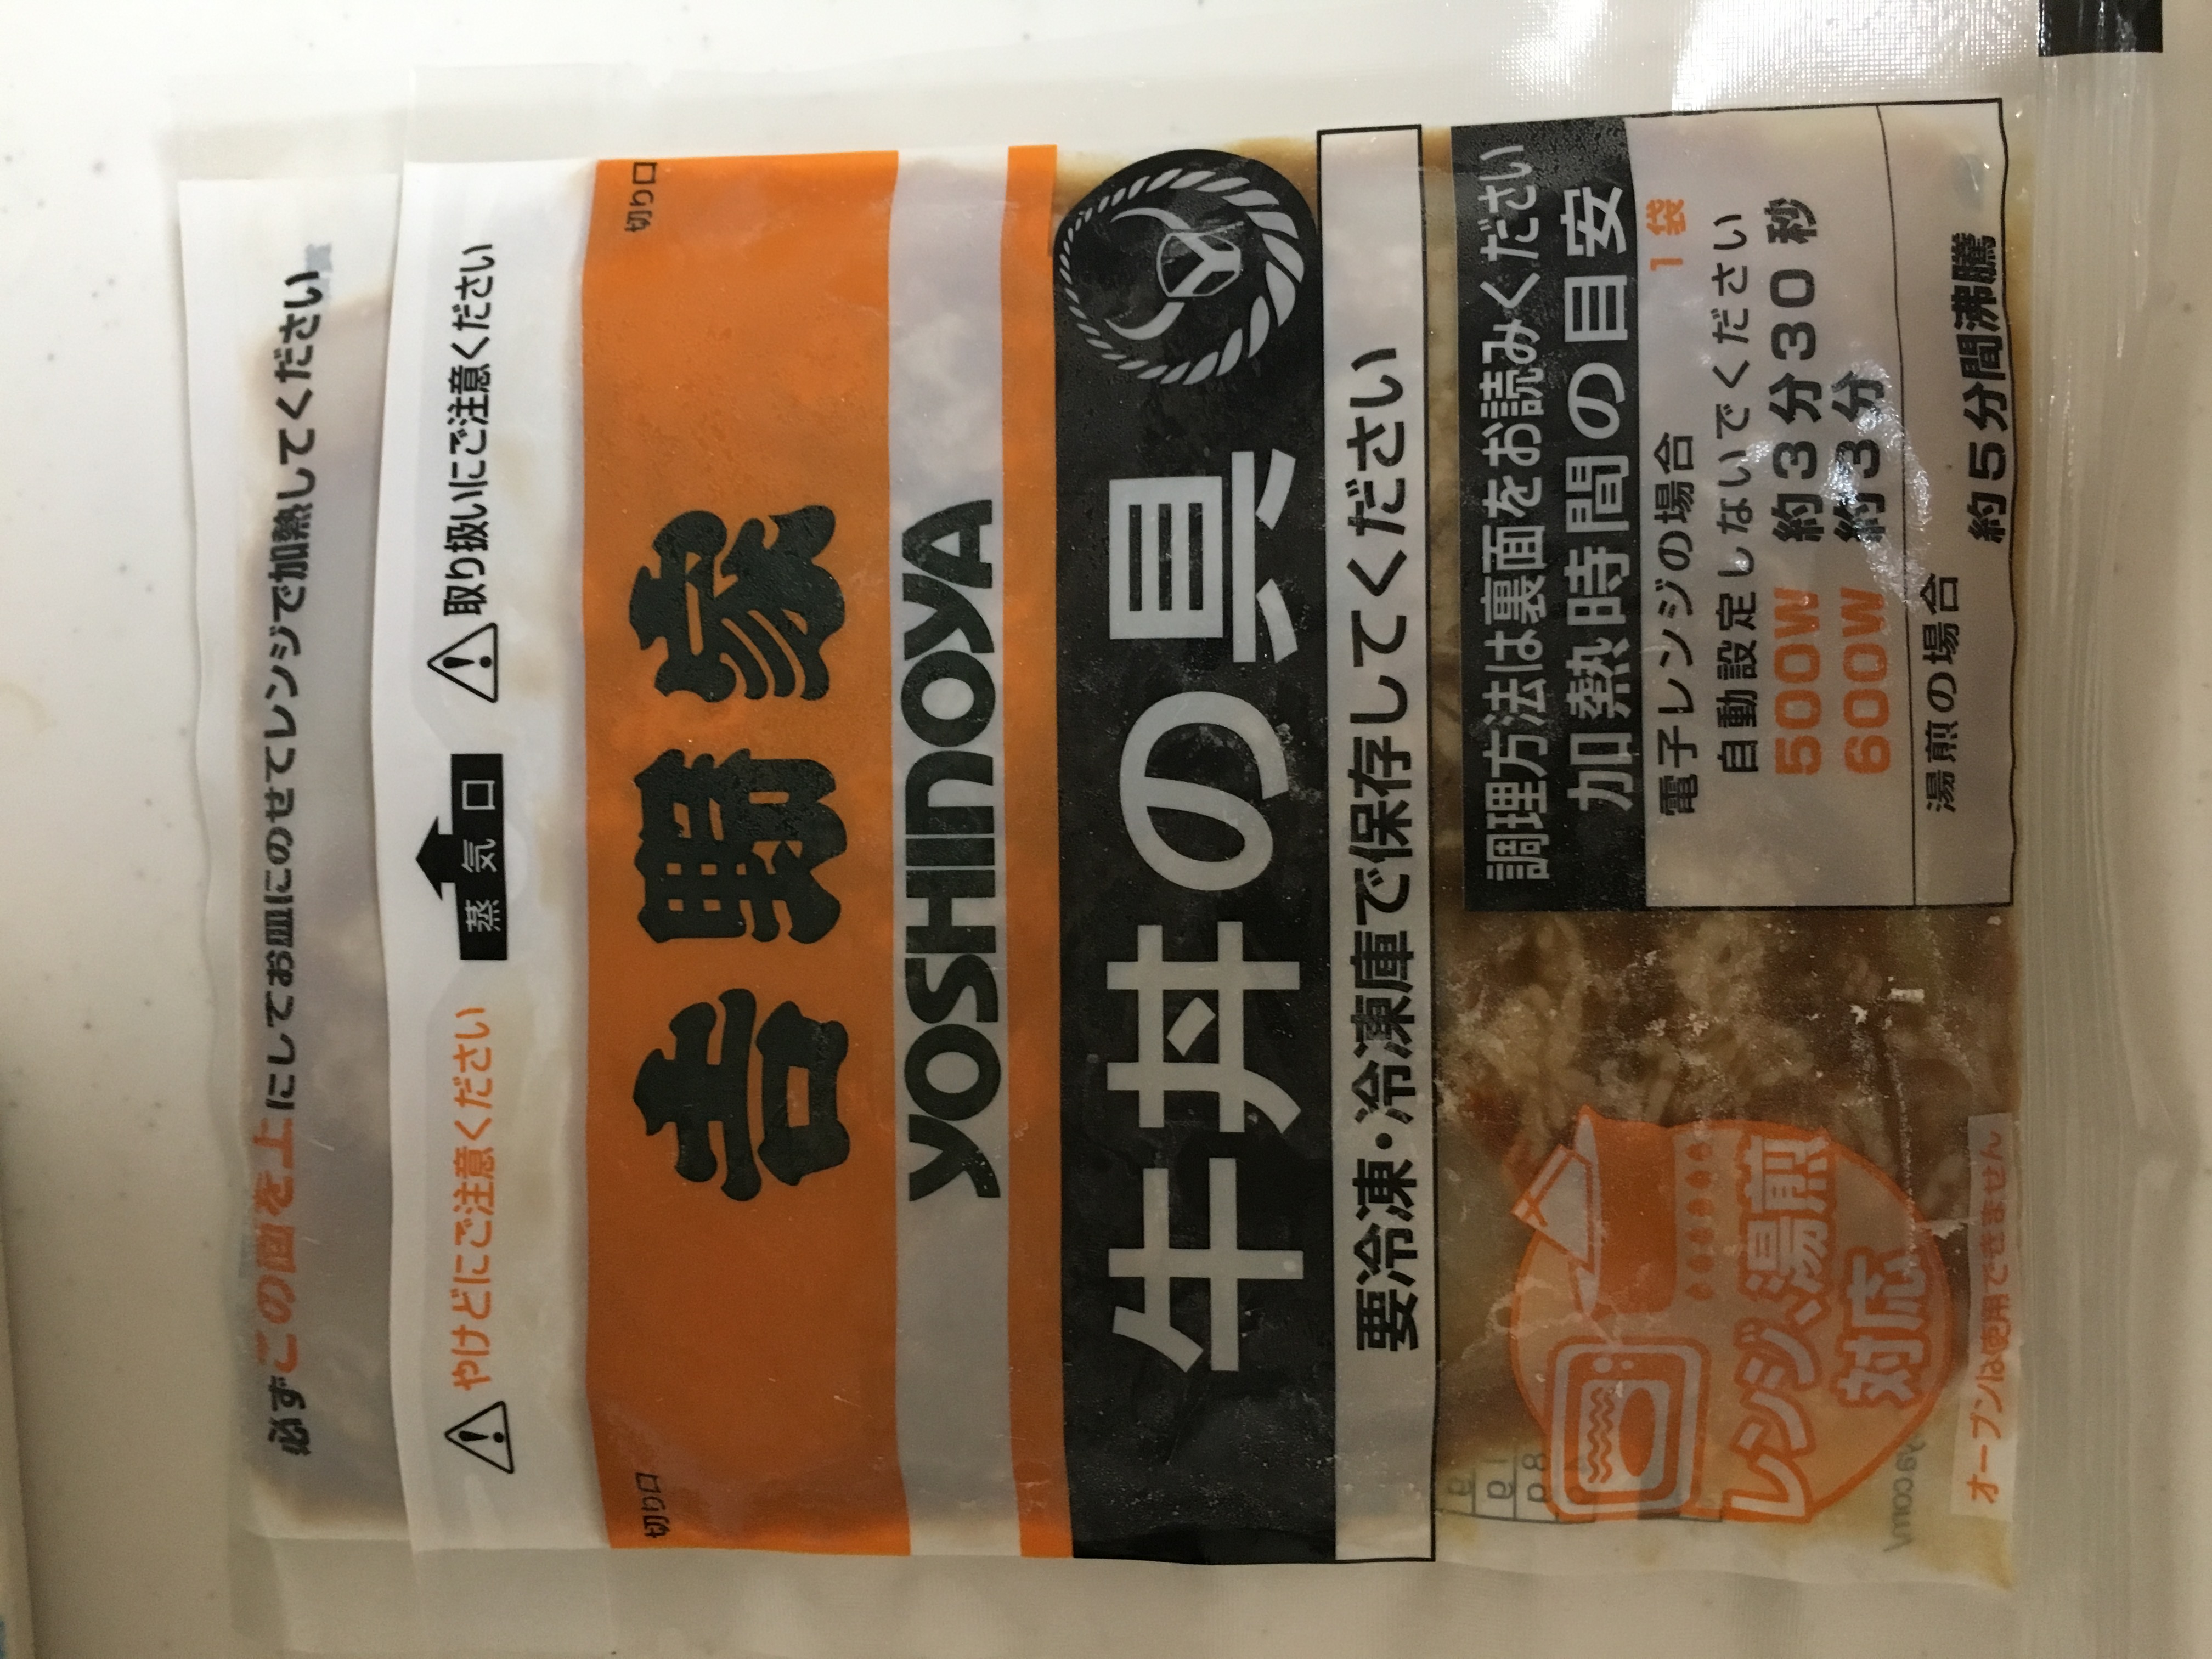 必ずこの面を上にしてお皿にのせてレンジで加熱してください
やけどにご注意ください
蒸気口
取り扱いにご注意ください
切り口
切り口
吉野家
YOSHINOYA
牛丼の具
要冷凍・冷凍庫で保存してください
調理方法は裏面をお読みください
加熱時間の目安
電子レンジの場合 1袋
自動設定しないでください
500W 約3分30秒
600W 約3分
湯煎の場合
約5分間沸騰
レンジ、湯煎
対応
オーブンは使用できません